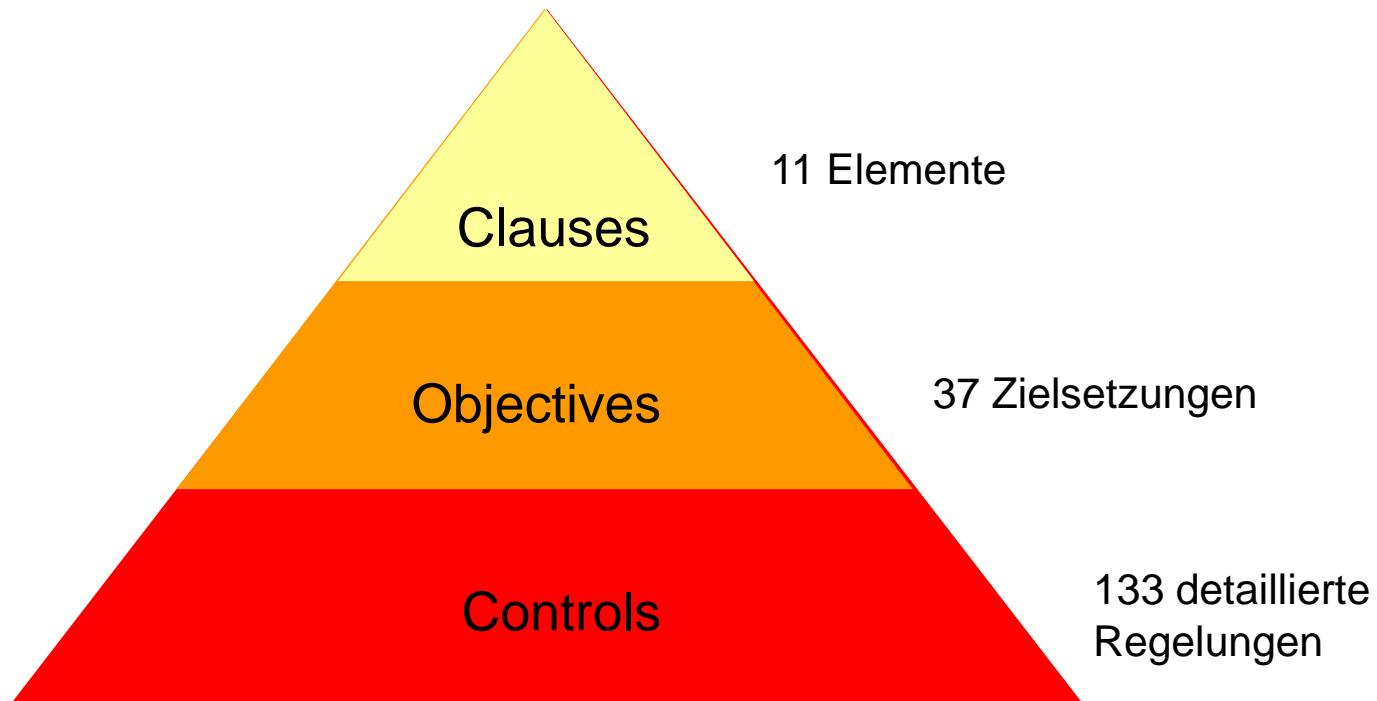 11 Elemente
Clauses
37 Zielsetzungen
Objectives
133 detaillierte
Regelungen
Controls